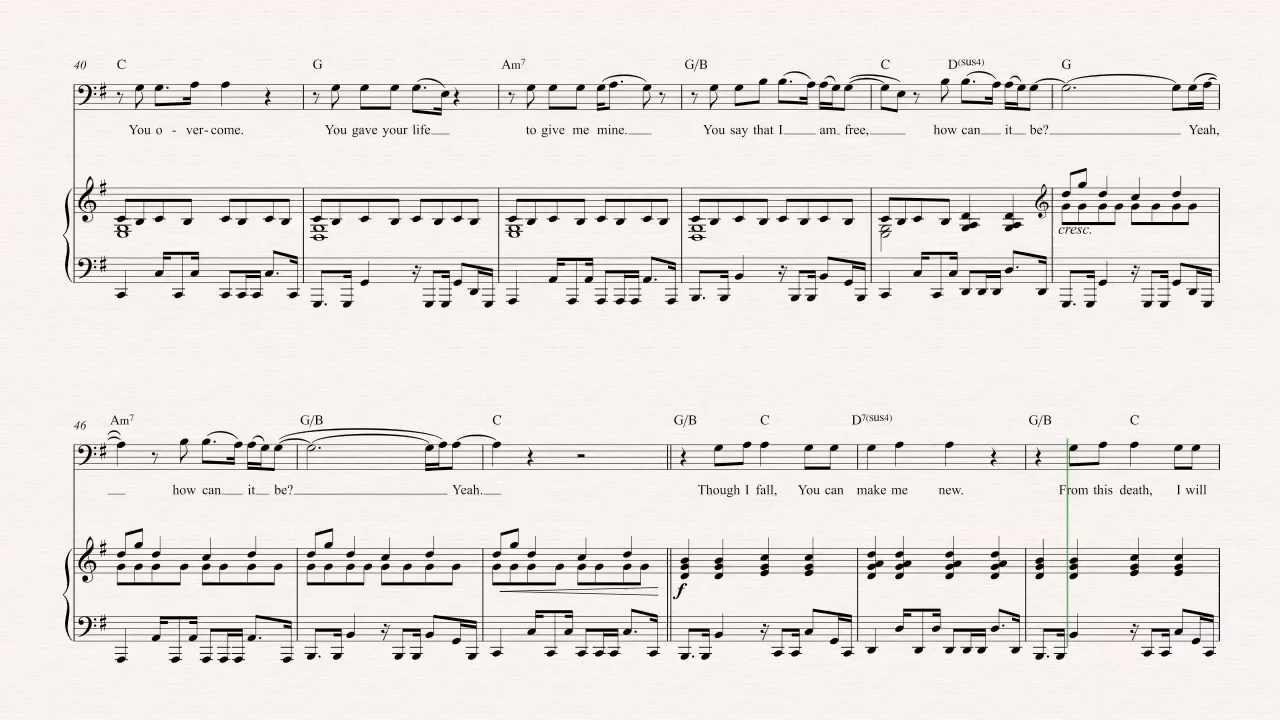 40 C G Am7 G/B C D(sus4) G
You o - ver-come. You gave your life to give me mine. You say that I am free, how can it be? Yeah,
cresc.
46 Am7 G/B C G/B C D7(sus4) G/B C
how can it be? Yeah. Though I fall, You can make me new. From this death, I will
f